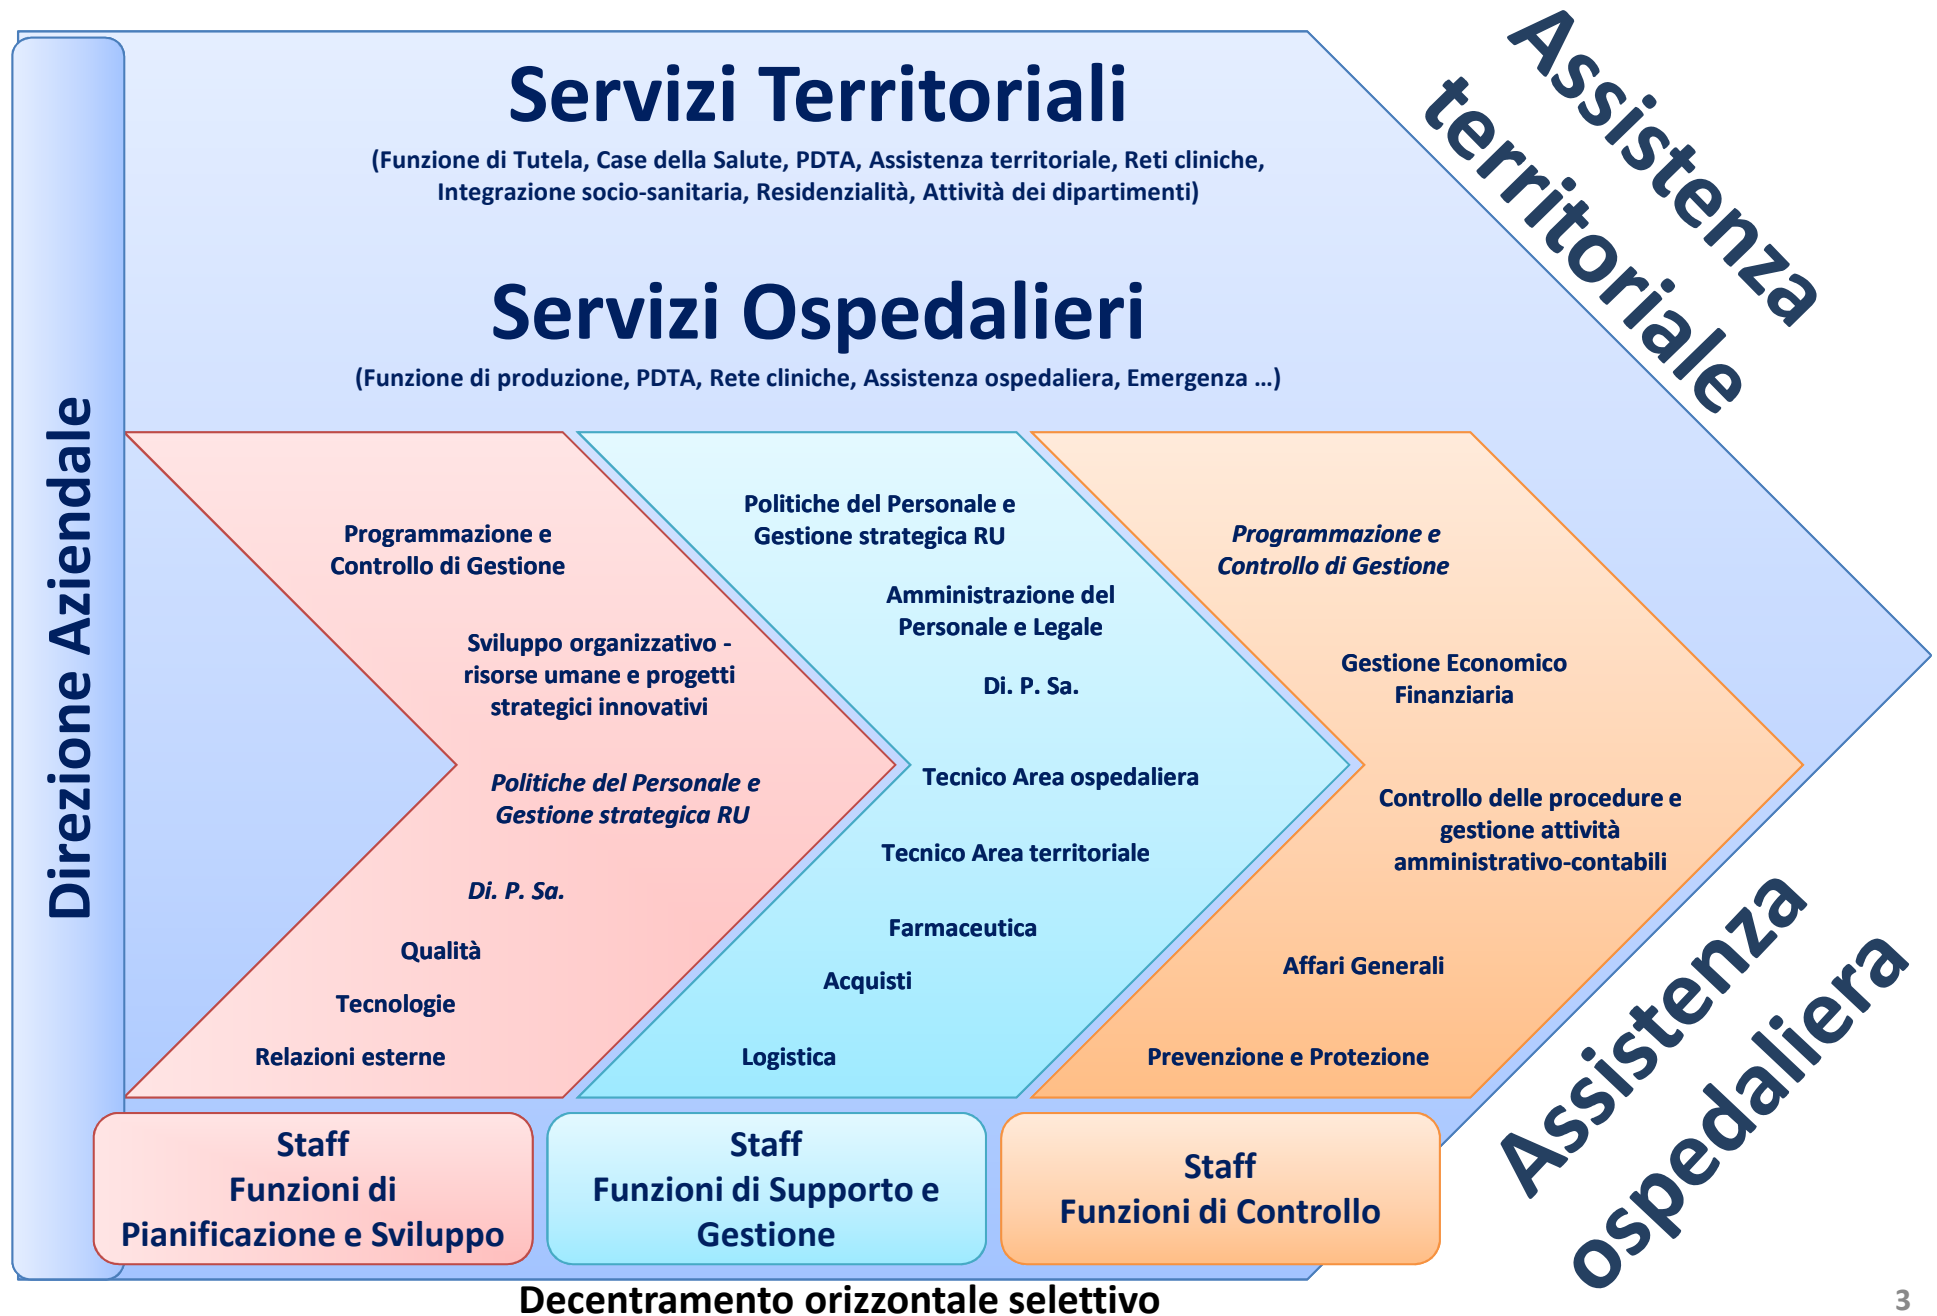 Direzione Aziendale
Servizi Territoriali
(Funzione di Tutela, Case della Salute, PDTA, Assistenza territoriale, Reti cliniche,
Integrazione socio-sanitaria, Residenzialità, Attività dei dipartimenti)
Servizi Ospedalieri
(Funzione di produzione, PDTA, Rete cliniche, Assistenza ospedaliera, Emergenza ...)
Assistenza
territoriale
Programmazione e
Controllo di Gestione
Sviluppo organizzativo -
risorse umane e progetti
strategici innovativi
Politiche del Personale e
Gestione strategica RU
Di. P. Sa.
Qualità
Tecnologie
Relazioni esterne
Politiche del Personale e
Gestione strategica RU
Amministrazione del
Personale e Legale
Di. P. Sa.
Tecnico Area ospedaliera
Tecnico Area territoriale
Farmaceutica
Acquisti
Logistica
Programmazione e
Controllo di Gestione
Gestione Economico
Finanziaria
Controllo delle procedure e
gestione attività
amministrativo-contabili
Affari Generali
Prevenzione e Protezione
Assistenza
ospedaliera
Staff
Funzioni di
Pianificazione e Sviluppo
Staff
Funzioni di Supporto e
Gestione
Staff
Funzioni di Controllo
Decentramento orizzontale selettivo
3